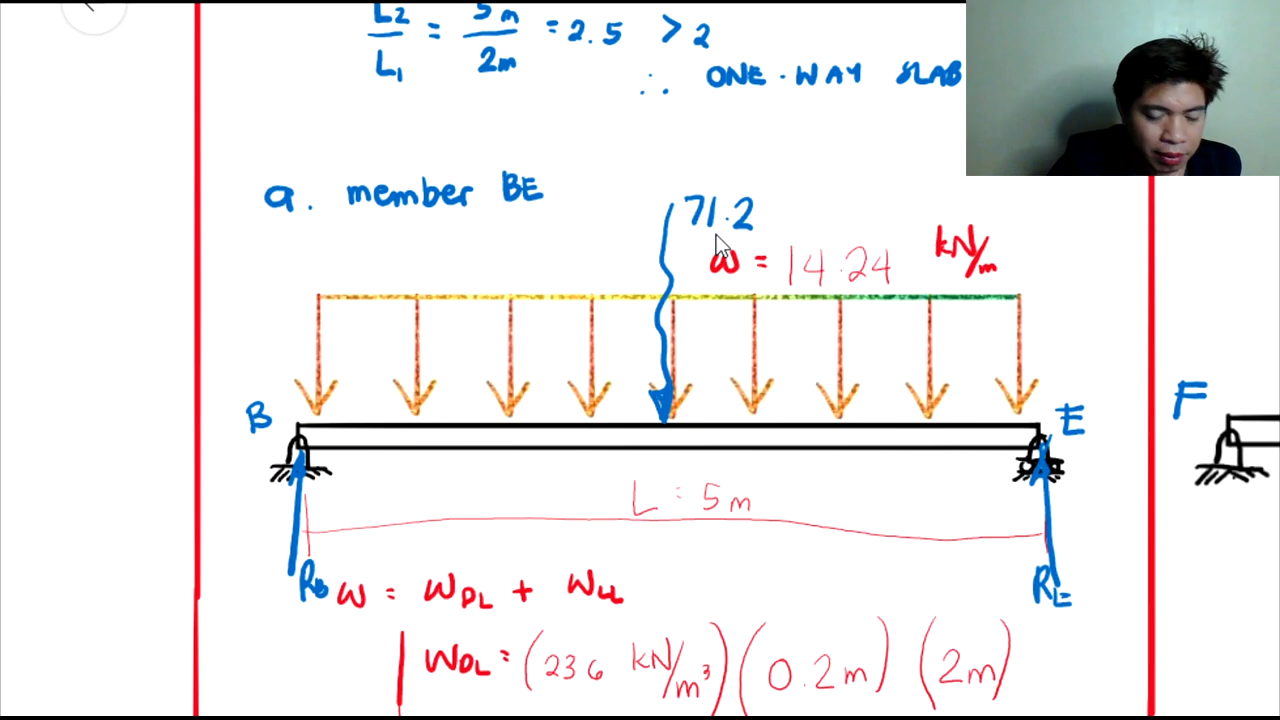 L2/L1 = 5m/2m = 2.5 > 2
∴ ONE-WAY SLAB
a. member BE
71.2
w = 14.24 kN/m
B
E
F
L = 5m
RB
RE
w = WDL + WLL
WDL = (23.6 kN/m³)(0.2m)(2m)